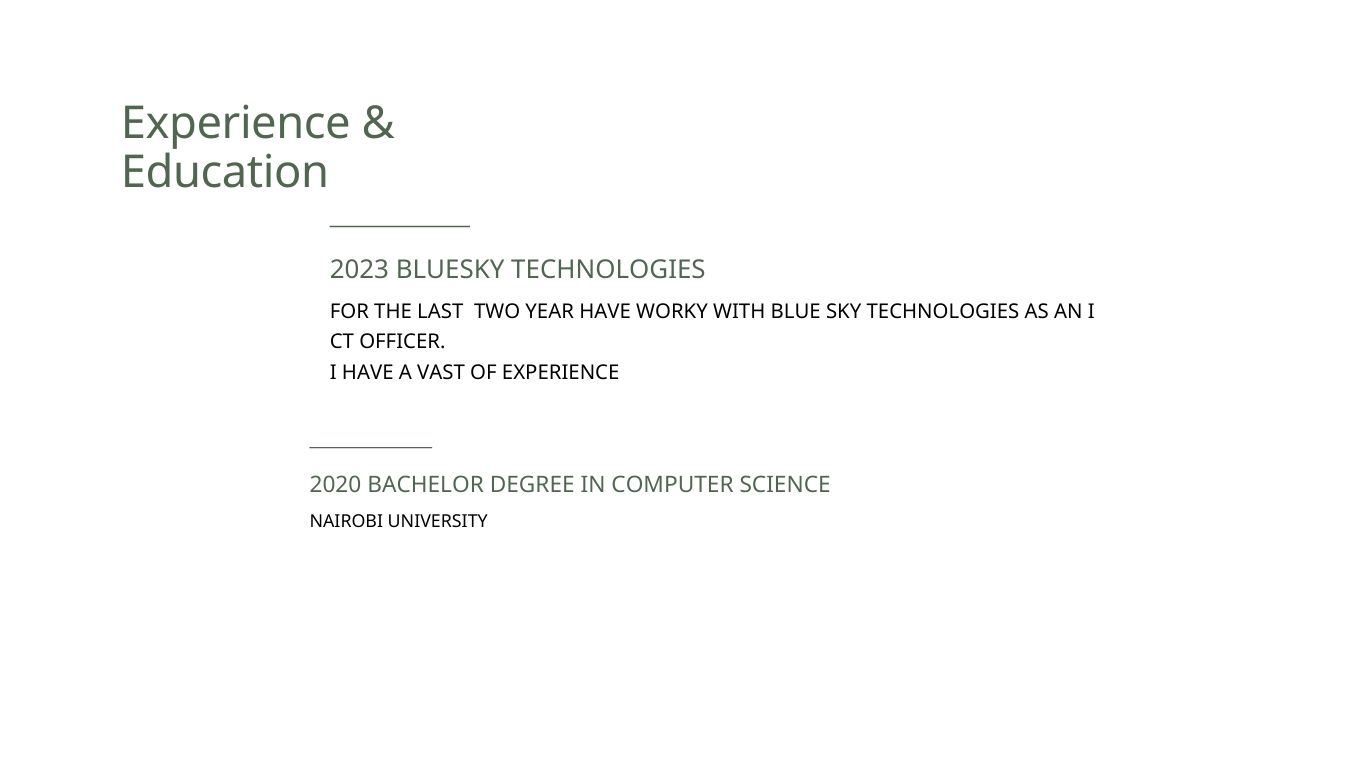 Experience &
Education
2023 BLUESKY TECHNOLOGIES
FOR THE LAST  TWO YEAR HAVE WORKY WITH BLUE SKY TECHNOLOGIES AS AN I
CT OFFICER.
I HAVE A VAST OF EXPERIENCE
2020 BACHELOR DEGREE IN COMPUTER SCIENCE
NAIROBI UNIVERSITY